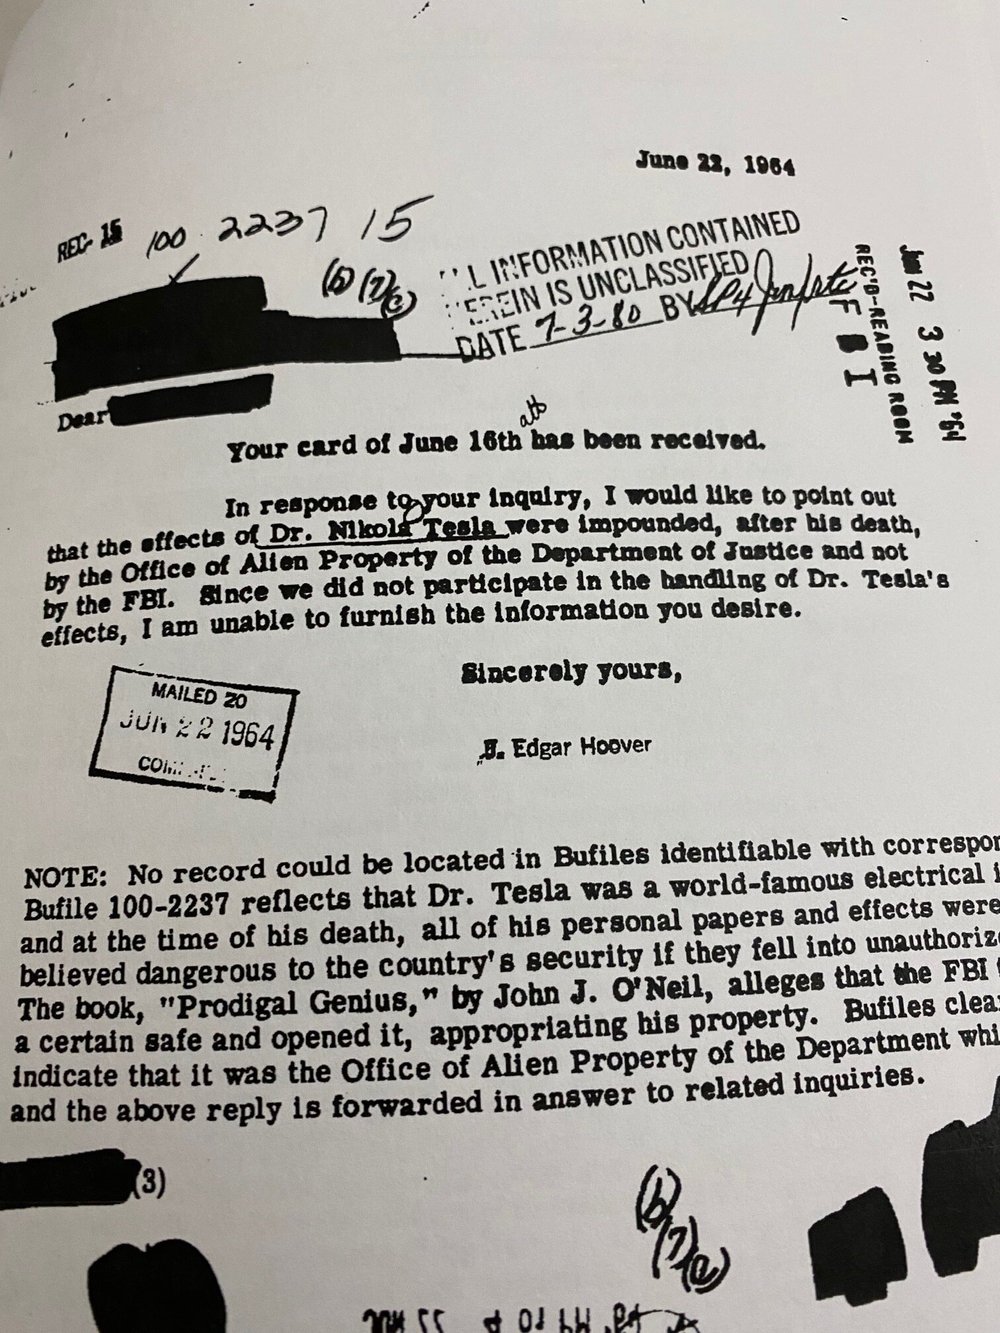 June 22, 1964
REC- 15 100 2237 15
(b)(7)(c)
L INFORMATION CONTAINED
IS UNCLASSIFIED
DATE 7-3-80 BY SP4
JUN 22 3 30 PM '64
REC'D-READING ROOM
F B I
Dear
Your card of June 16th has been received.
In response to your inquiry, I would like to point out
that the effects of Dr. Nikola Tesla were impounded, after his death,
by the Office of Alien Property of the Department of Justice and not
by the FBI. Since we did not participate in the handling of Dr. Tesla's
effects, I am unable to furnish the information you desire.
Sincerely yours,
J. Edgar Hoover
MAILED 20
JUN 22 1964
NOTE: No record could be located in Bufiles identifiable with correspon
Bufile 100-2237 reflects that Dr. Tesla was a world-famous electrical i
and at the time of his death, all of his personal papers and effects were
believed dangerous to the country's security if they fell into unauthorize
The book, "Prodigal Genius," by John J. O'Neil, alleges that the FBI
a certain safe and opened it, appropriating his property. Bufiles clea
indicate that it was the Office of Alien Property of the Department whi
and the above reply is forwarded in answer to related inquiries.
(3)
(b)(7)(c)